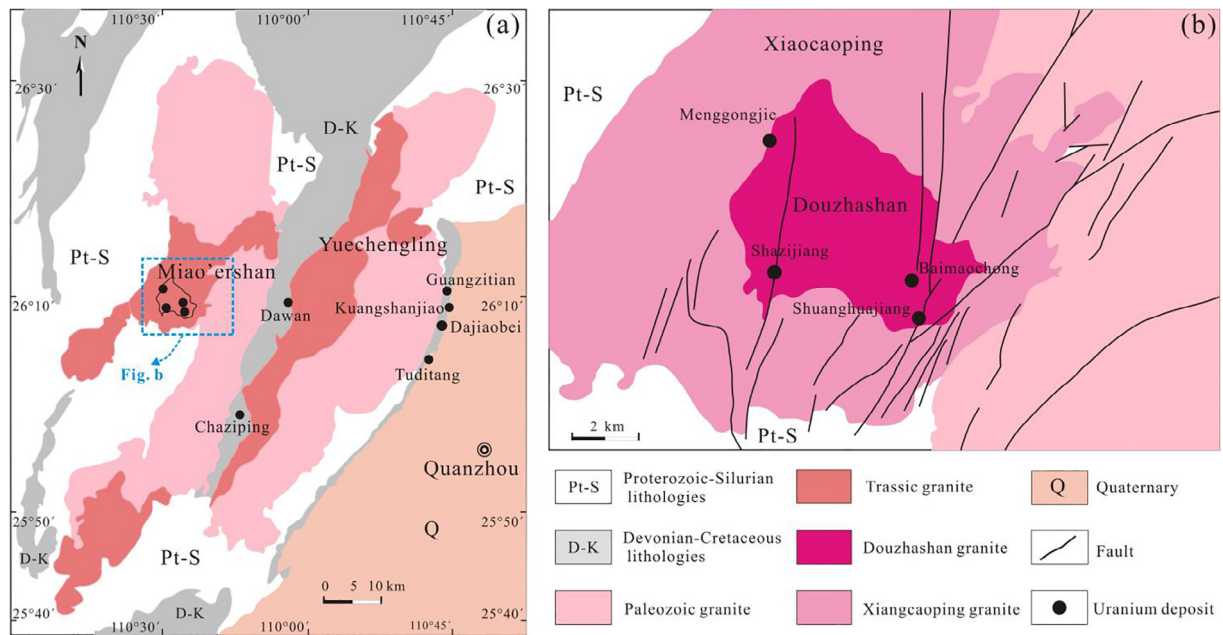 110°30′ 110°00′ 110°45′
(a)
N
26°30′
26°30′
D-K
Pt-S
Pt-S
Pt-S
Yuechengling
Miao’ershan
Guangzitian
26°10′
26°10′
Kuangshanjiao
Dawan
Dajiaobei
Fig. b
Tuditang
Chaziping
Quanzhou
25°50′
25°50′
Q
D-K
Pt-S
0 5 10 km
25°40′
D-K
25°40′
110°30′ 110°00′ 110°45′
(b)
Xiaocaoping
Pt-S
Menggongjie
Douzhashan
Shazijiang
Baimaochong
Shuanghuajiang
2 km
Pt-S
Pt-S
Proterozoic-Silurian
lithologies
Trassic granite
Q
Quaternary
D-K
Devonian-Cretaceous
lithologies
Douzhashan granite
Fault
Paleozoic granite
Xiangcaoping granite
Uranium deposit